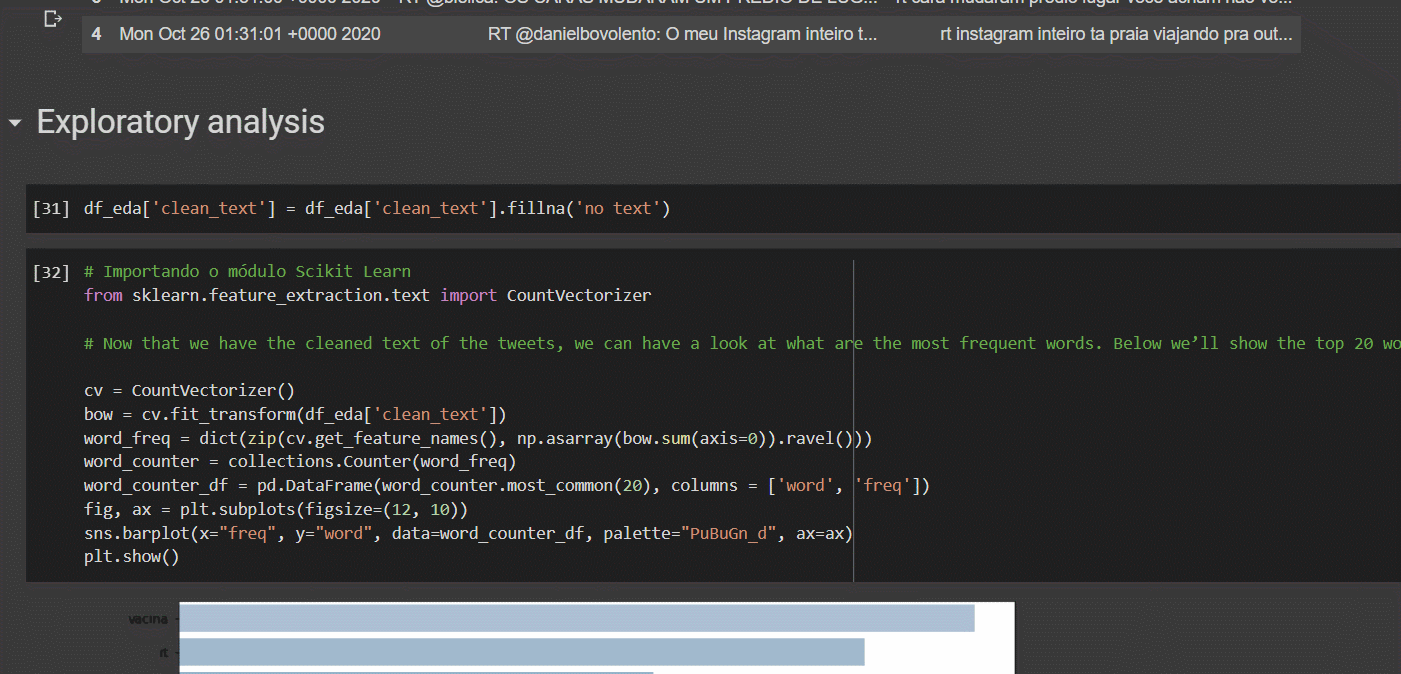 Mon Oct 26 01:31:00 +0000 2020 RT @bielica: OS CARAS MUDARAM UM PRÉDIO DE LUG... rt cara mudaram prédio lugar você acham não ve...
4 Mon Oct 26 01:31:01 +0000 2020 RT @danielbovolento: O meu Instagram inteiro t... rt instagram inteiro ta praia viajando pra out...
Exploratory analysis
[31] df_eda['clean_text'] = df_eda['clean_text'].fillna('no text')
[32] # Importando o módulo Scikit Learn
from sklearn.feature_extraction.text import CountVectorizer
# Now that we have the cleaned text of the tweets, we can have a look at what are the most frequent words. Below we’ll show the top 20 wo
cv = CountVectorizer()
bow = cv.fit_transform(df_eda['clean_text'])
word_freq = dict(zip(cv.get_feature_names(), np.asarray(bow.sum(axis=0)).ravel()))
word_counter = collections.Counter(word_freq)
word_counter_df = pd.DataFrame(word_counter.most_common(20), columns = ['word', 'freq'])
fig, ax = plt.subplots(figsize=(12, 10))
sns.barplot(x="freq", y="word", data=word_counter_df, palette="PuBuGn_d", ax=ax)
plt.show()
vacina
rt